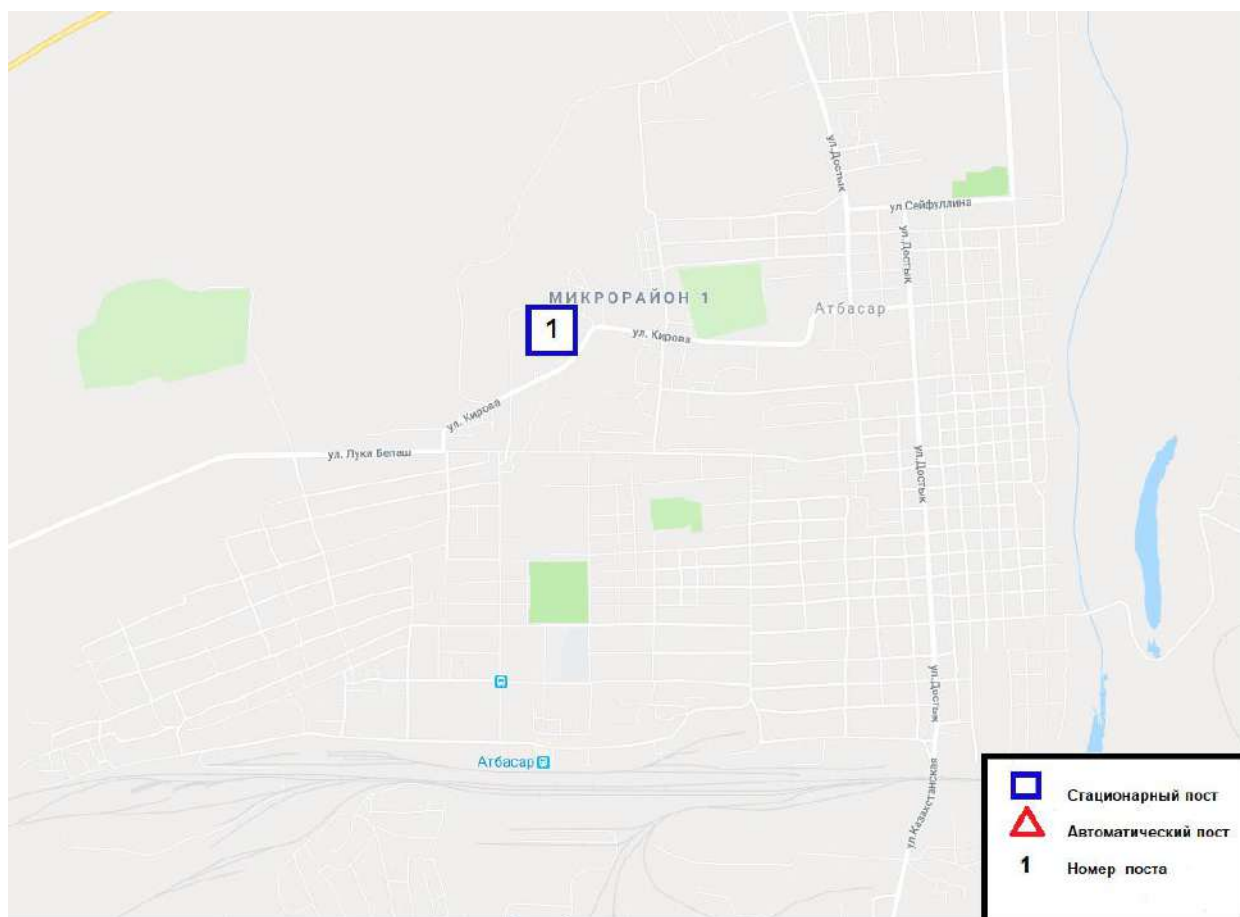 ул.Достык
ул.Сейфуллина
ул.Достык
МИКРОРАЙОН 1
1
Атбасар
ул. Кирова
ул. Кирова
ул. Лука Белаш
ул.Достык
ул.Достык
Атбасар
ул.Казахстанская
Стационарный пост
Автоматический пост
1 Номер поста